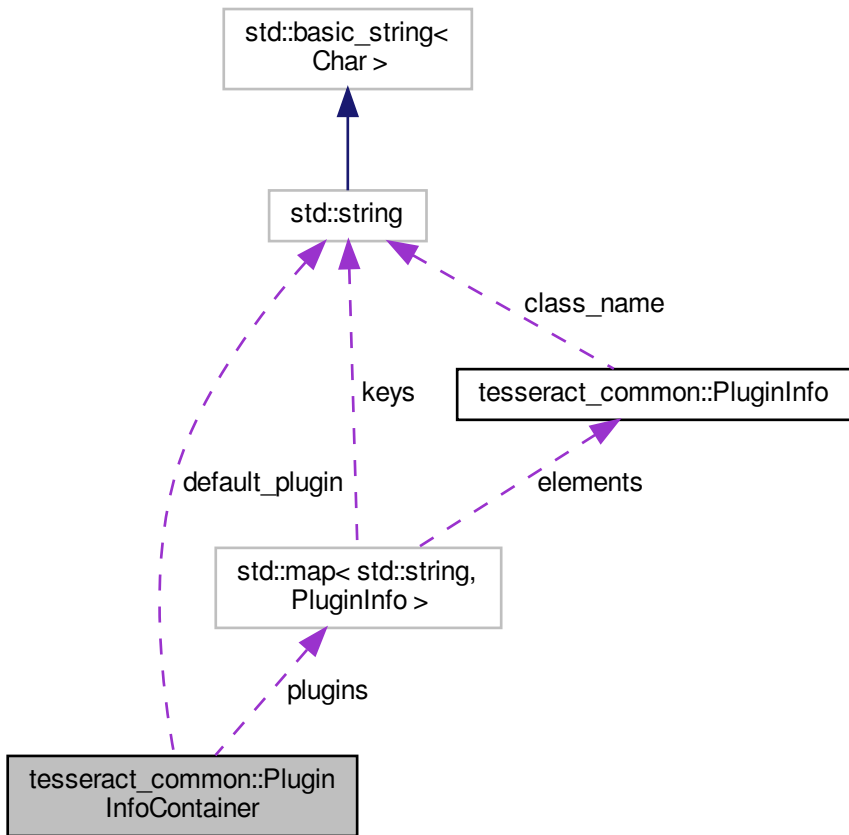 std::basic_string<
Char >
std::string
class_name
keys
tesseract_common::PluginInfo
default_plugin
elements
std::map< std::string,
PluginInfo >
plugins
tesseract_common::Plugin
InfoContainer